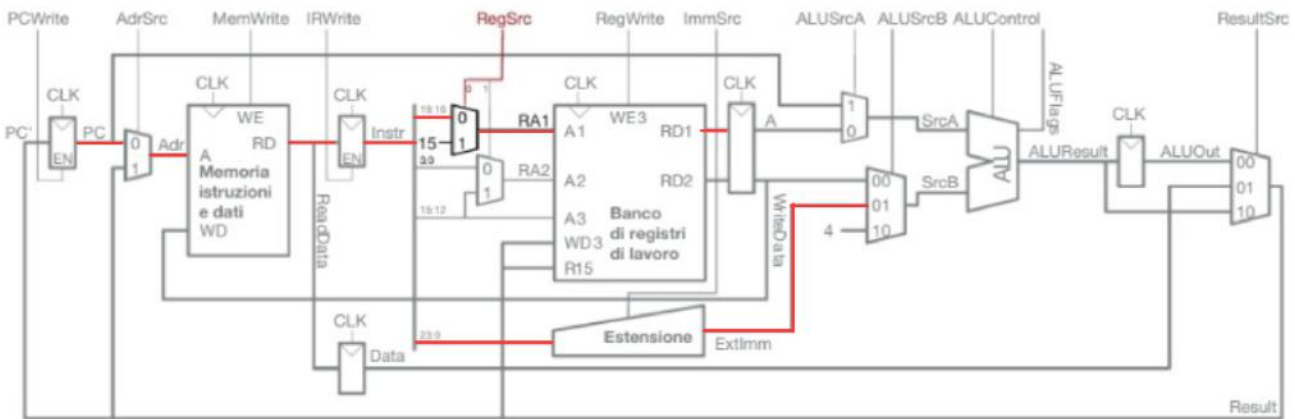 PCWrite AdrSrc MemWrite IRWrite RegSrc RegWrite ImmSrc ALUSrcA ALUSrcB ALUControl ResultSrc
CLK CLK CLK 0 1 CLK CLK ALUFlags CLK
PC' PC EN
0 1 Adr
WE A RD
Memoria
istruzioni
e dati
WD
ReadData
EN Instr
19:16 0 RA1
15 1
3:0 0 RA2
1
15:12
WE3
A1 RD1
A2 RD2
A3
Banco
di registri
di lavoro
WD3
R15
A
WriteData
1 0 SrcA
00 01 10 SrcB
4
ALU
ALUResult
ALUOut
00
01
10
23:0 Estensione ExtImm
CLK
Data
Result